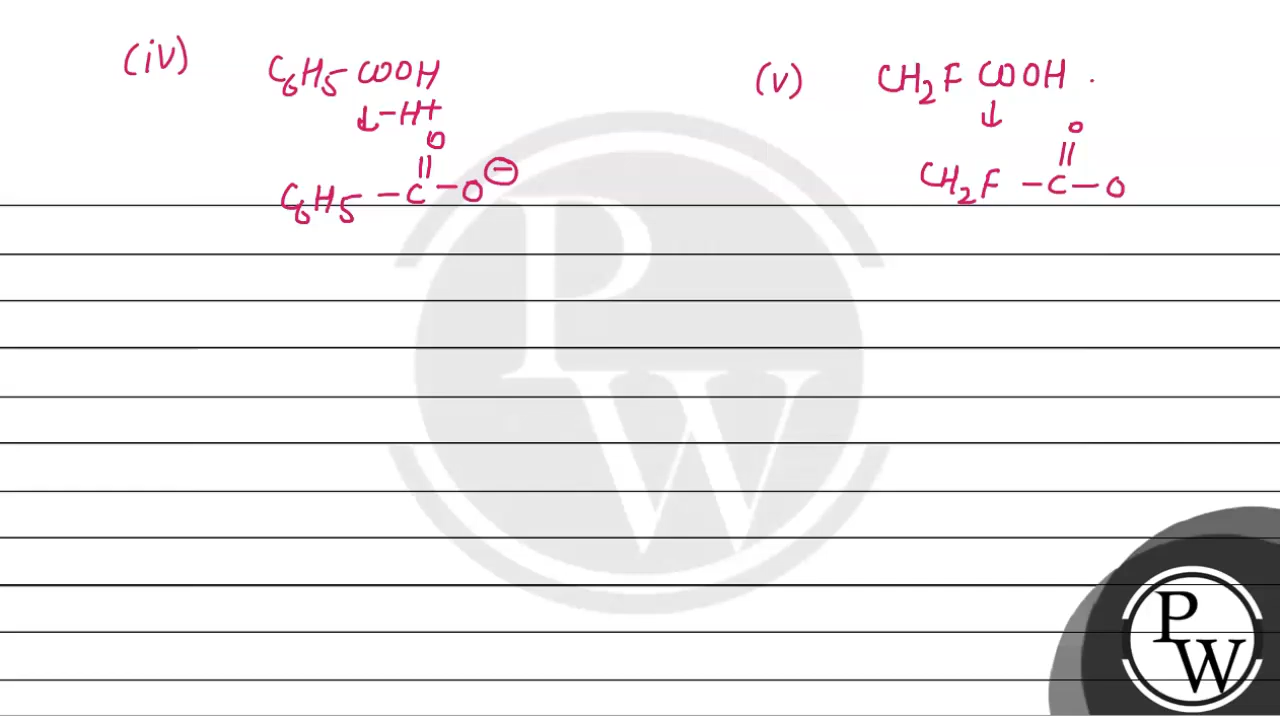 (iv) C6H5 COOH
↓ -H+
O
||
C6H5 - C - O⊖
(v) CH2F COOH .
↓
O
||
CH2F - C - O
P
W
P
W